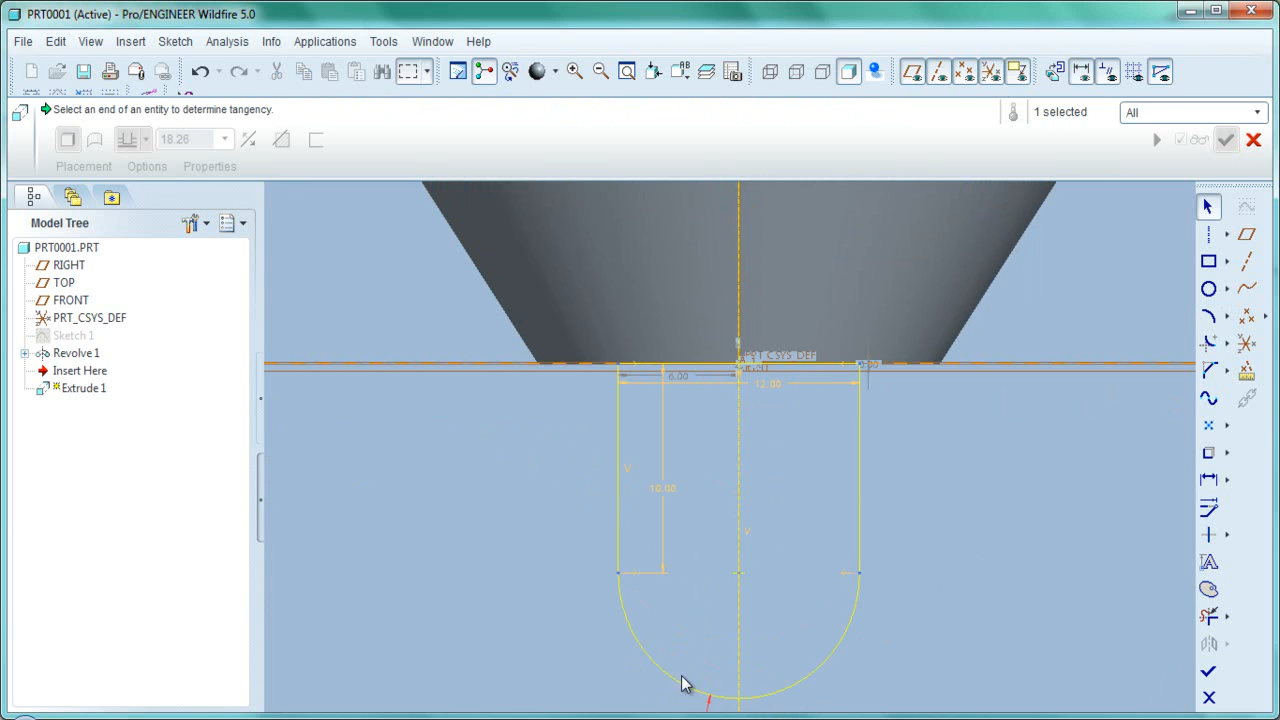 PRT0001 (Active) - Pro/ENGINEER Wildfire 5.0
File Edit View Insert Sketch Analysis Info Applications Tools Window Help
Select an end of an entity to determine tangency.
1 selected
All
18.26
Placement Options Properties
Model Tree
PRT0001.PRT
RIGHT
TOP
FRONT
PRT_CSYS_DEF
Sketch 1
Revolve 1
Insert Here
Extrude 1
PRT_CSYS_DEF
6.00
12.00
V
10.00
V